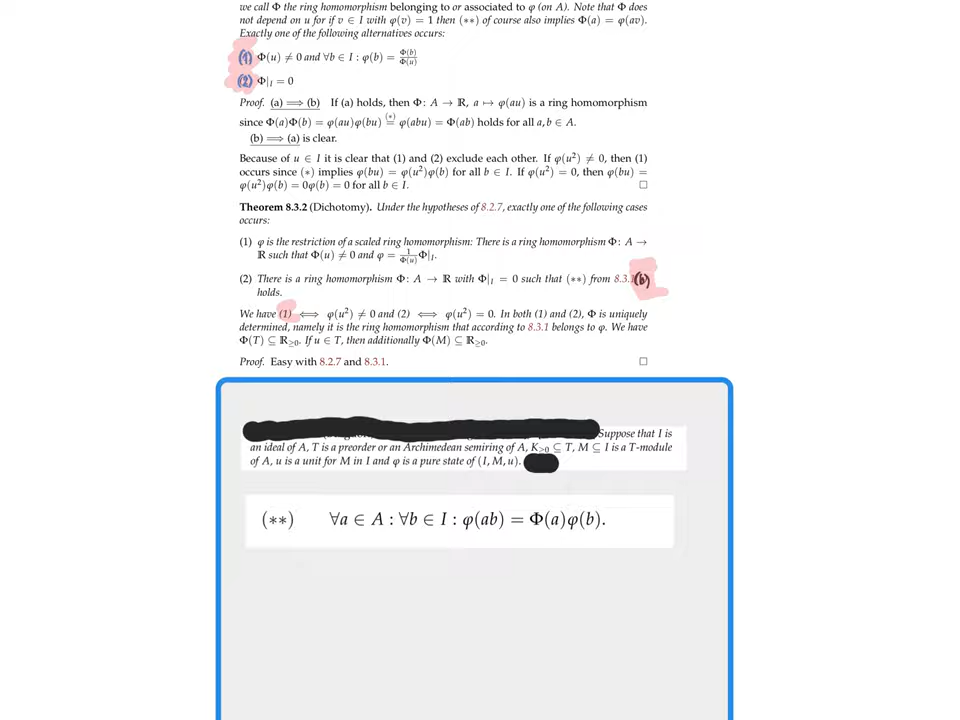 we call Φ the ring homomorphism belonging to or associated to φ (on A). Note that Φ does
not depend on u for if v ∈ I with φ(v) = 1 then (∗∗) of course also implies Φ(a) = φ(av).
Exactly one of the following alternatives occurs:
(1) Φ(u) ≠ 0 and ∀b ∈ I : φ(b) = Φ(b)/Φ(u)
(2) Φ|I = 0
Proof. (a) ⟹ (b) If (a) holds, then Φ: A → ℝ, a ↦ φ(au) is a ring homomorphism
since Φ(a)Φ(b) = φ(au)φ(bu) (∗)= φ(abu) = Φ(ab) holds for all a, b ∈ A.
(b) ⟹ (a) is clear.
Because of u ∈ I it is clear that (1) and (2) exclude each other. If φ(u²) ≠ 0, then (1)
occurs since (∗) implies φ(bu) = φ(u²)φ(b) for all b ∈ I. If φ(u²) = 0, then φ(bu) =
φ(u²)φ(b) = 0φ(b) = 0 for all b ∈ I. □
Theorem 8.3.2 (Dichotomy). Under the hypotheses of 8.2.7, exactly one of the following cases
occurs:
(1) φ is the restriction of a scaled ring homomorphism: There is a ring homomorphism Φ: A →
ℝ such that Φ(u) ≠ 0 and φ = 1/Φ(u) Φ|I.
(2) There is a ring homomorphism Φ: A → ℝ with Φ|I = 0 such that (∗∗) from 8.3.1(b)
holds.
We have (1) ⟺ φ(u²) ≠ 0 and (2) ⟺ φ(u²) = 0. In both (1) and (2), Φ is uniquely
determined, namely it is the ring homomorphism that according to 8.3.1 belongs to φ. We have
Φ(T) ⊆ ℝ≥0. If u ∈ T, then additionally Φ(M) ⊆ ℝ≥0.
Proof. Easy with 8.2.7 and 8.3.1. □
Suppose that I is
an ideal of A, T is a preorder or an Archimedean semiring of A, K≥0 ⊆ T, M ⊆ I is a T-module
of A, u is a unit for M in I and φ is a pure state of (I, M, u).
(∗∗) ∀a ∈ A : ∀b ∈ I : φ(ab) = Φ(a)φ(b).